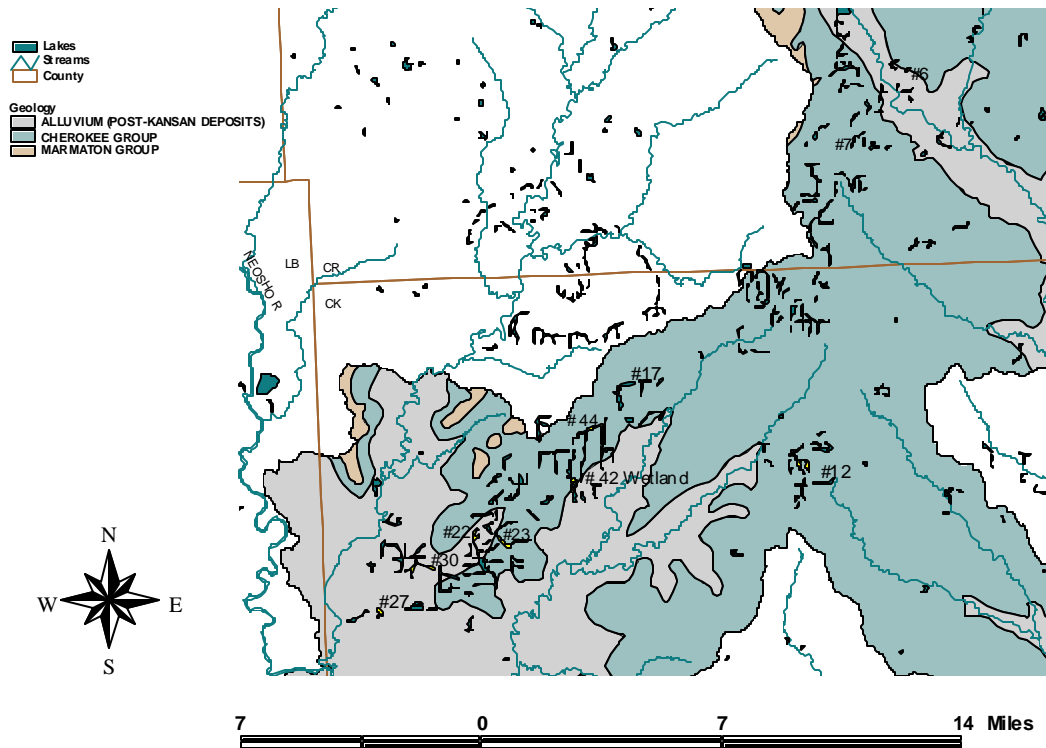 Lakes
Streams
County
Geology
ALLUVIUM (POST-KANSAN DEPOSITS)
CHEROKEE GROUP
MARMATON GROUP
#6
#7
NEOSHO R
LB
CR
CK
#17
# 44
#12
# 42 Wetland
#22
#23
#30
#27
N
W
E
S
7
0
7
14 Miles